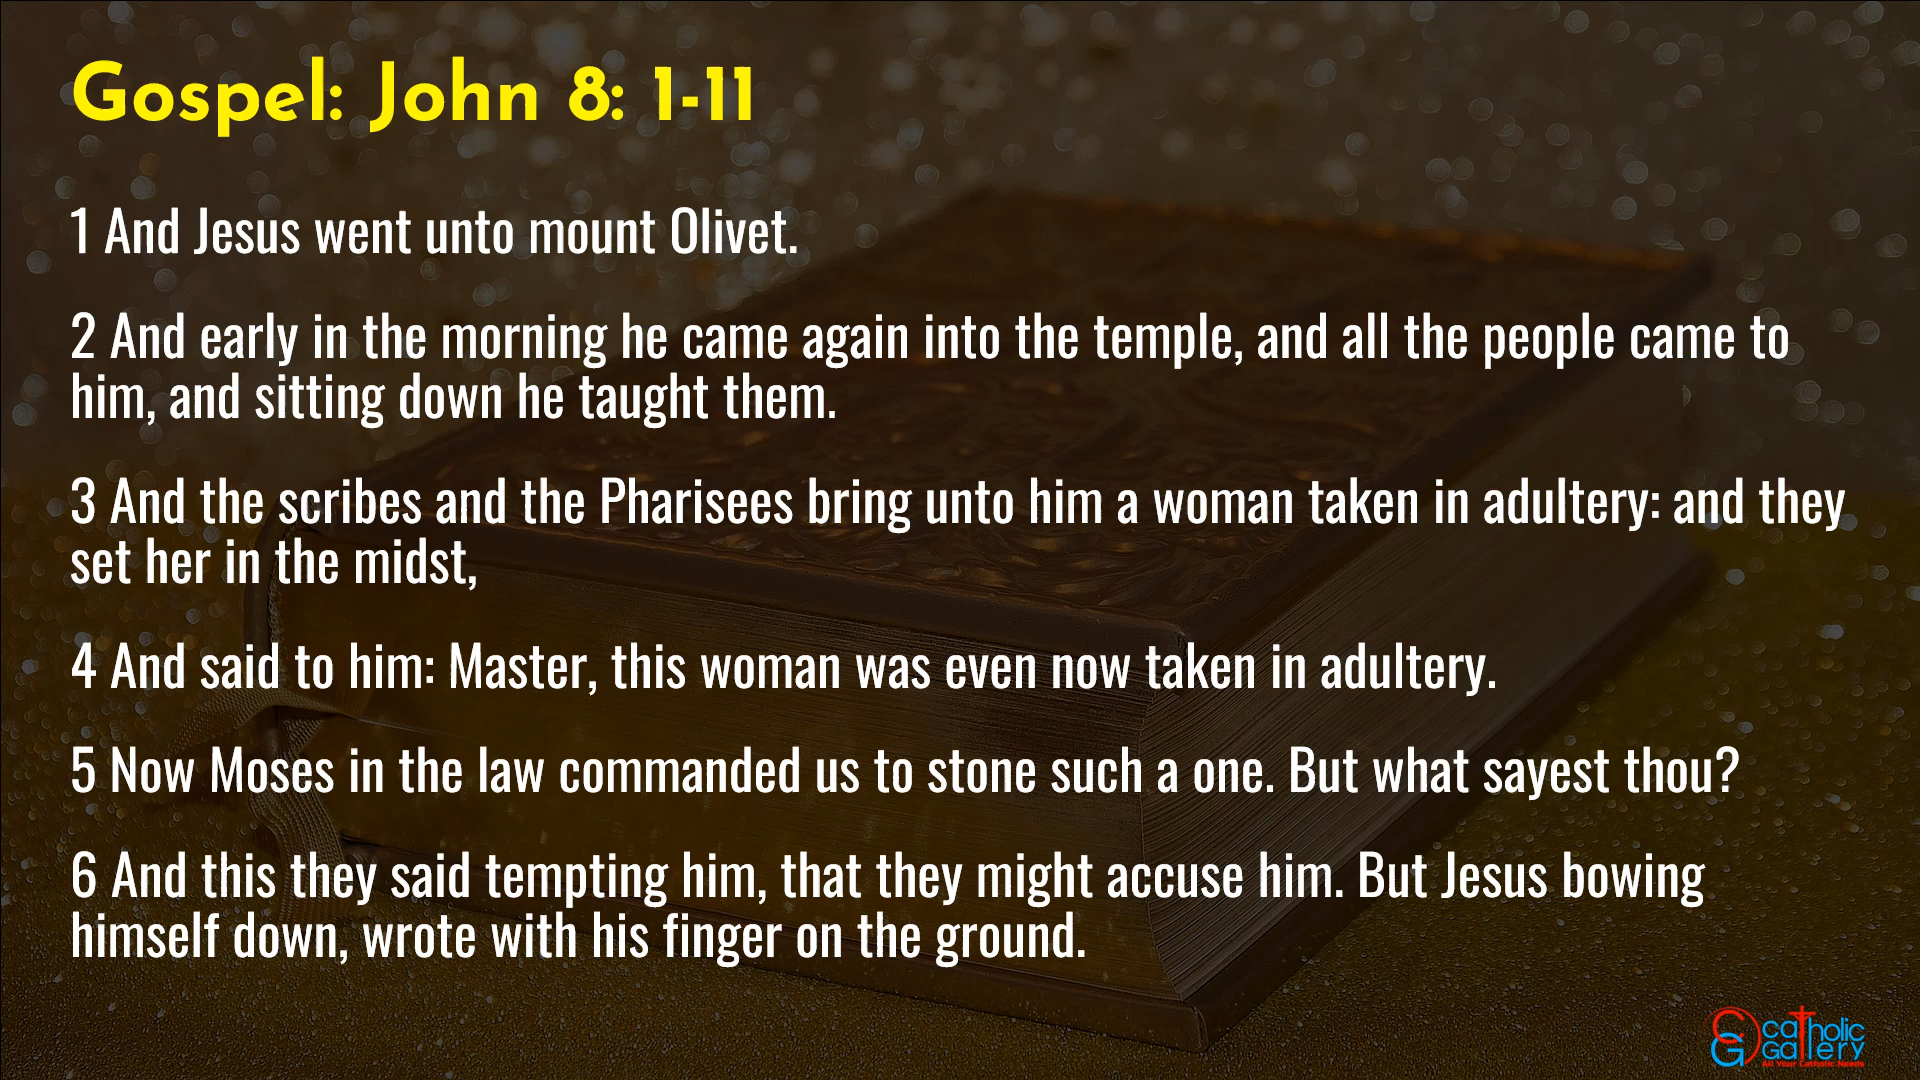 Gospel: John 8: 1-11
1 And Jesus went unto mount Olivet.
2 And early in the morning he came again into the temple, and all the people came to
him, and sitting down he taught them.
3 And the scribes and the Pharisees bring unto him a woman taken in adultery: and they
set her in the midst,
4 And said to him: Master, this woman was even now taken in adultery.
5 Now Moses in the law commanded us to stone such a one. But what sayest thou?
6 And this they said tempting him, that they might accuse him. But Jesus bowing
himself down, wrote with his finger on the ground.
CG catholic
Gallery
All Your Catholic Needs